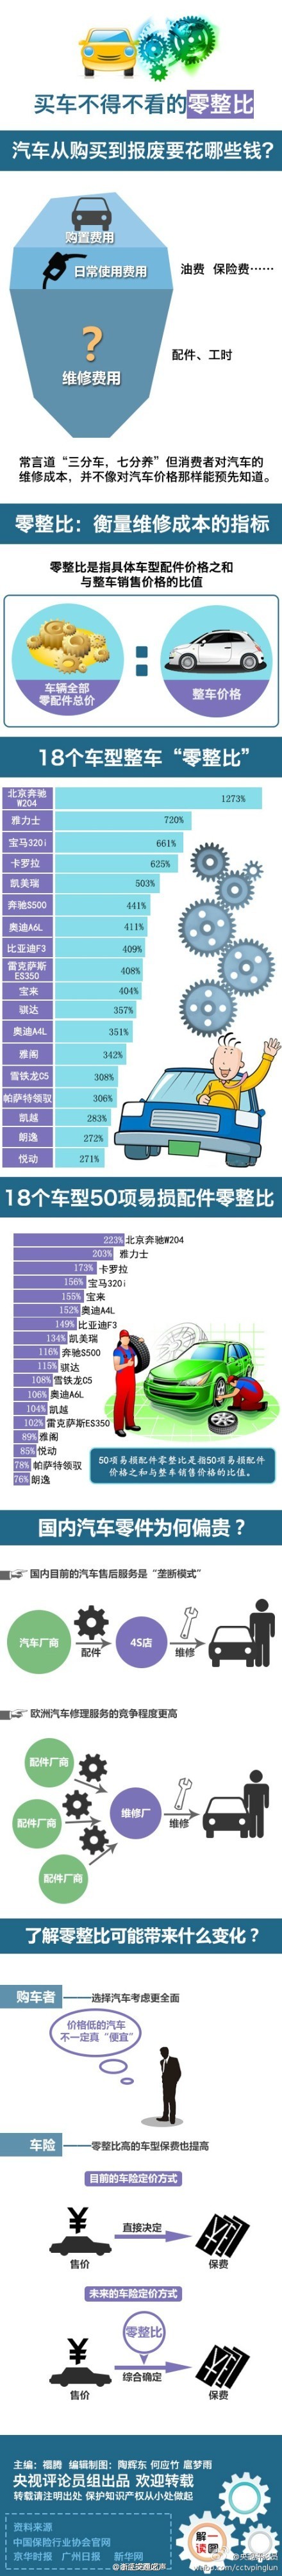 买车不得不看的零整比
汽车从购买到报废要花哪些钱?
购置费用
日常使用费用
油费 保险费……
?
维修费用
配件、工时
常言道“三分车，七分养”但消费者对汽车的
维修成本，并不像对汽车价格那样能预先知道。
零整比：衡量维修成本的指标
零整比是指具体车型配件价格之和
与整车销售价格的比值
车辆全部
零配件总价
:
整车价格
18个车型整车“零整比”
北京奔驰
W204
1273%
雅力士 720%
宝马320i 661%
卡罗拉 625%
凯美瑞 503%
奔驰S500 441%
奥迪A6L 411%
比亚迪F3 409%
雷克萨斯
ES350
408%
宝来 404%
骐达 357%
奥迪A4L 351%
雅阁 342%
雪铁龙C5 308%
帕萨特领驭 306%
凯越 283%
朗逸 272%
悦动 271%
18个车型50项易损配件零整比
223% 北京奔驰W204
203% 雅力士
173% 卡罗拉
156% 宝马320i
155% 宝来
152% 奥迪A4L
149% 比亚迪F3
134% 凯美瑞
116% 奔驰S500
115% 骐达
108% 雪铁龙C5
106% 奥迪A6L
104% 凯越
102% 雷克萨斯ES350
89% 雅阁
85% 悦动
78% 帕萨特领驭
76% 朗逸
50项易损配件零整比是指50项易损配件
价格之和与整车销售价格的比值。
国内汽车零件为何偏贵？
国内目前的汽车售后服务是“垄断模式”
汽车厂商
配件
4S店
维修
欧洲汽车修理服务的竞争程度更高
配件厂商
配件厂商
配件厂商
维修厂
维修
了解零整比可能带来什么变化？
购车者 ——选择汽车考虑更全面
价格低的汽车
不一定真“便宜”
车险 ——零整比高的车型保费也提高
目前的车险定价方式
¥
直接决定
售价
保费
未来的车险定价方式
零整比
¥
综合确定
售价
保费
主编：禤腾 编辑制图：陶辉东 何应竹 扈梦雨
央视评论员组出品 欢迎转载
转载请注明出处 保护知识产权从小处做起
资料来源
中国保险行业协会官网
京华时报 广州日报 新华网
一
解
读
圆
weibo.com/cctvpinglun